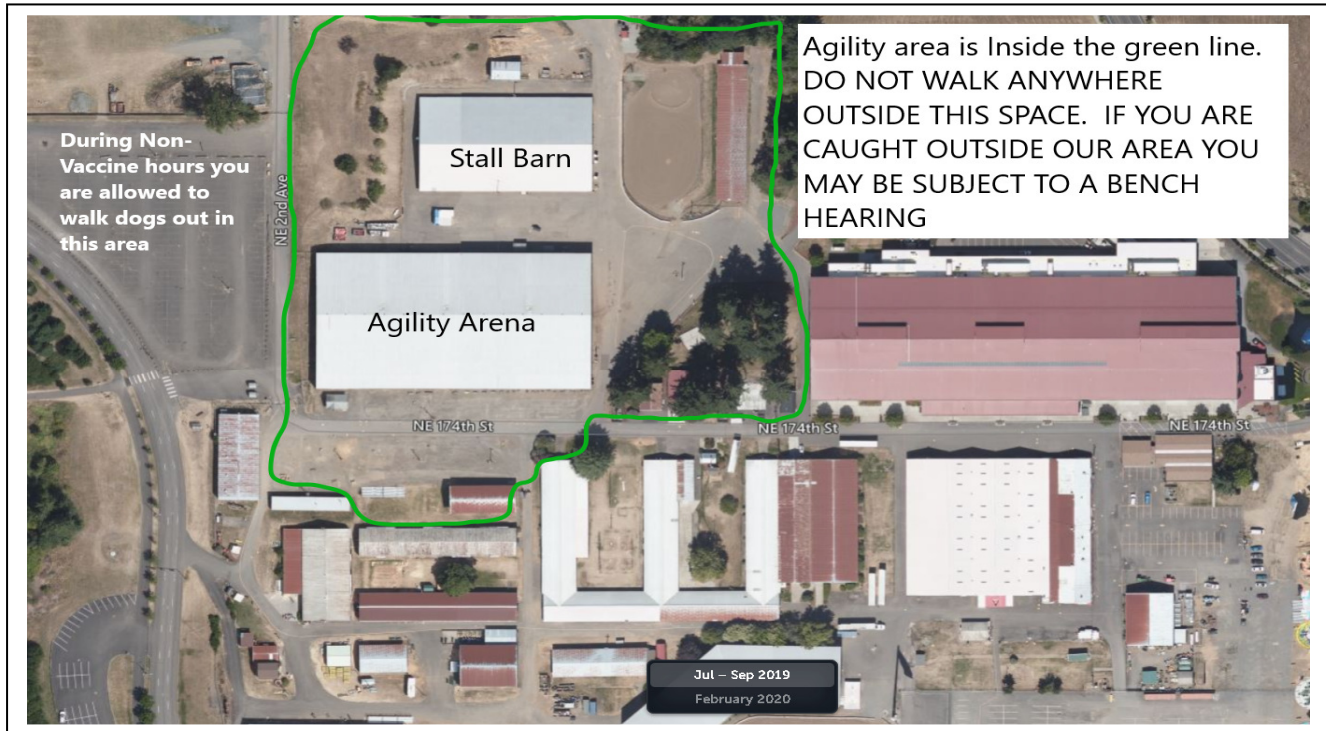 Agility area is Inside the green line.
DO NOT WALK ANYWHERE
OUTSIDE THIS SPACE.  IF YOU ARE
CAUGHT OUTSIDE OUR AREA YOU
MAY BE SUBJECT TO A BENCH
HEARING
During Non-
Vaccine hours you
are allowed to
walk dogs out in
this area
Stall Barn
NE 2nd Ave
Agility Arena
NE 174th St
NE 174th St
NE 174th St
Jul – Sep 2019
February 2020